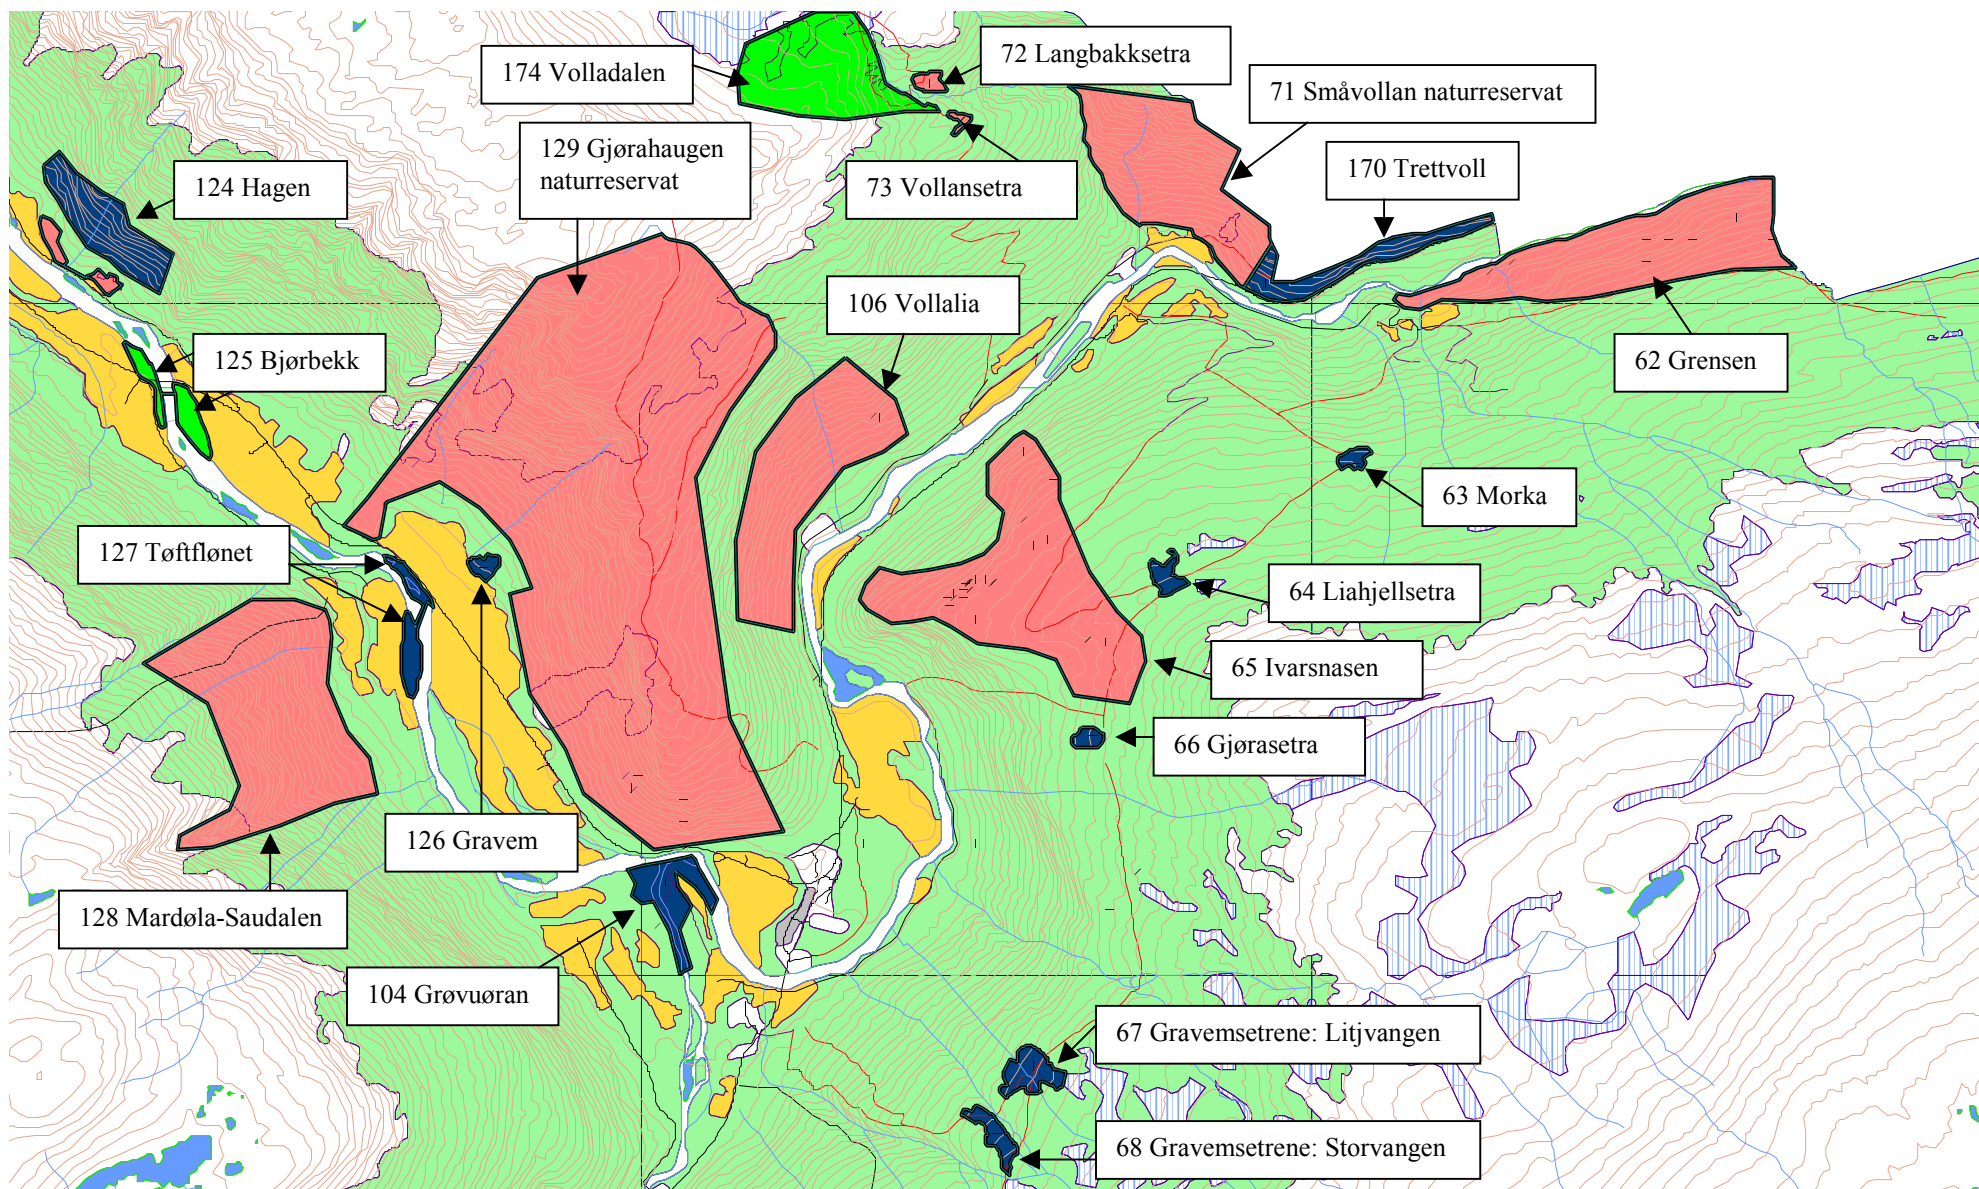 174 Volladalen
72 Langbakksetra
71 Småvollan naturreservat
129 Gjørahaugen
naturreservat
124 Hagen
73 Vollansetra
170 Trettvoll
106 Vollalia
125 Bjørbekk
62 Grensen
63 Morka
127 Tøftflønet
64 Liahjellsetra
65 Ivarsnasen
66 Gjørasetra
126 Gravem
128 Mardøla-Saudalen
104 Grøvuøran
67 Gravemsetrene: Litjvangen
68 Gravemsetrene: Storvangen